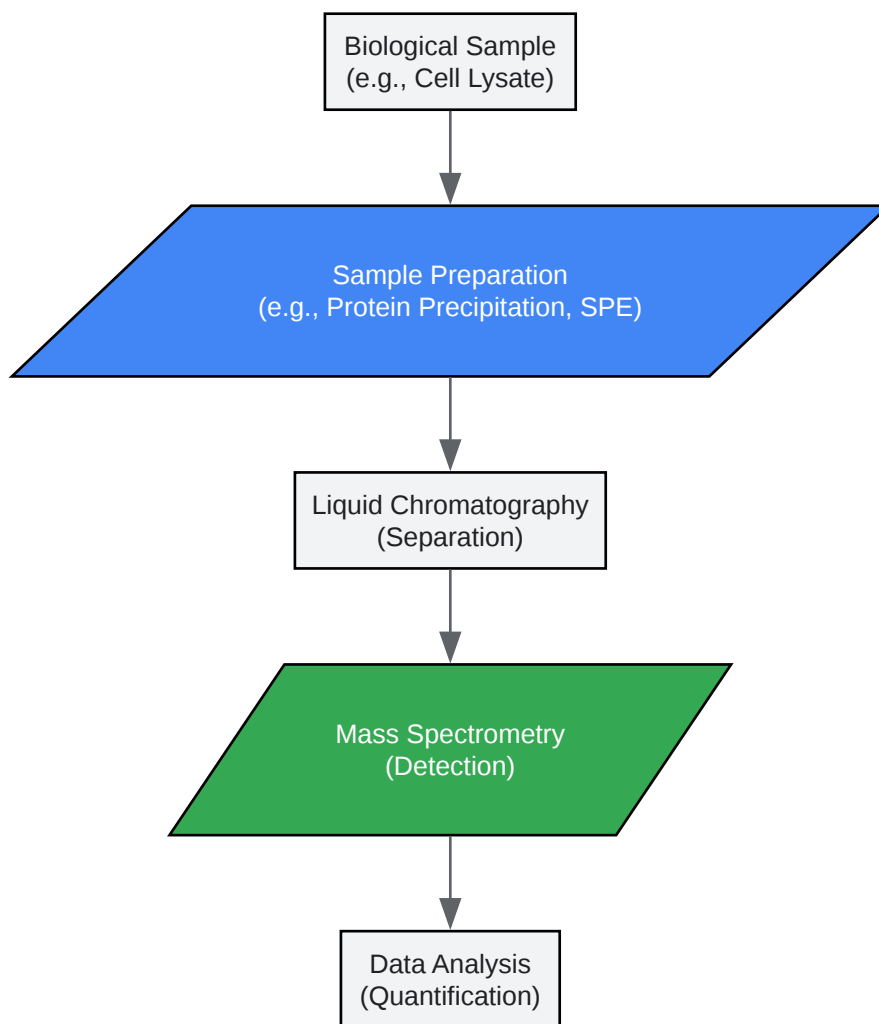 Biological Sample
(e.g., Cell Lysate)
Sample Preparation
(e.g., Protein Precipitation, SPE)
Liquid Chromatography
(Separation)
Mass Spectrometry
(Detection)
Data Analysis
(Quantification)